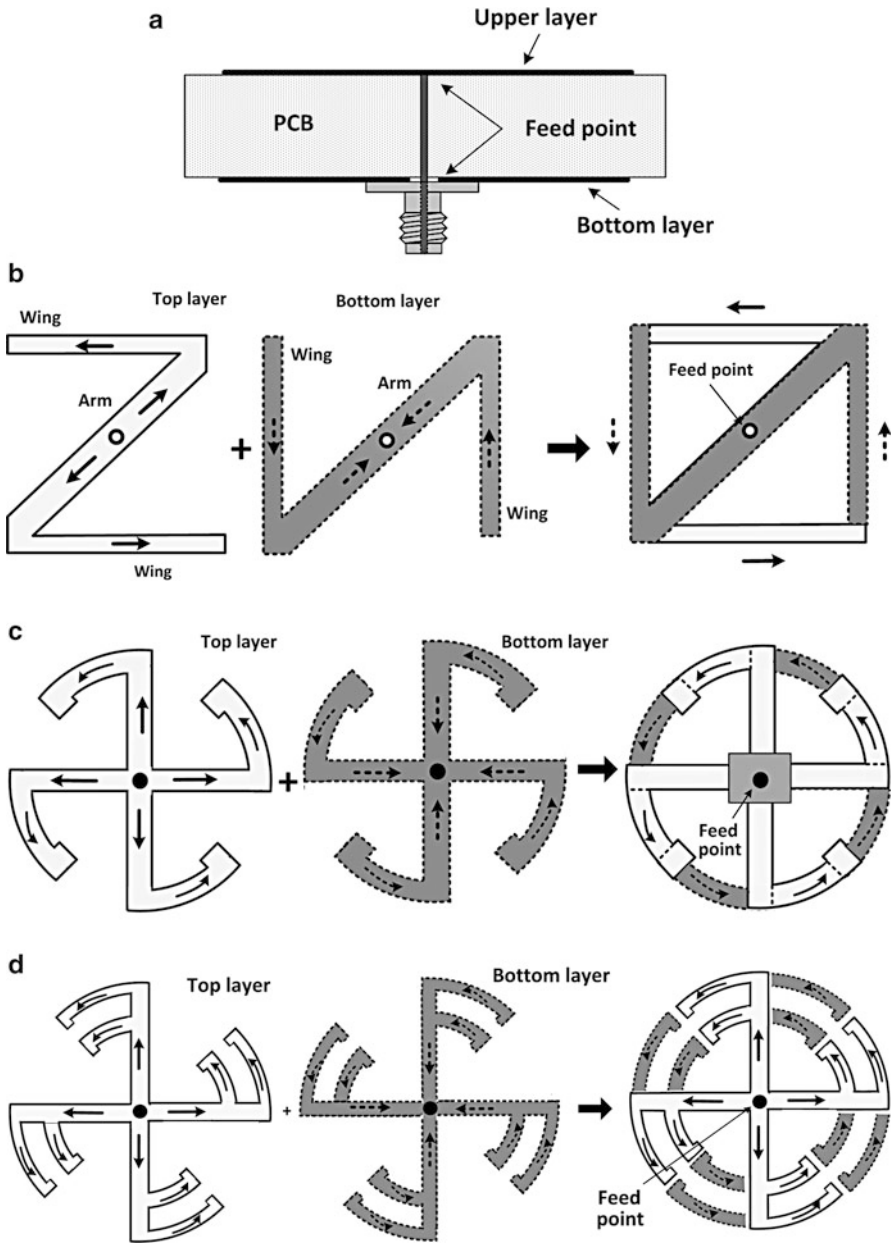 a
Upper layer
PCB
Feed point
Bottom layer
b
Top layer
Bottom layer
Wing
Wing
Arm
Arm
Feed point
+
Wing
Wing
c
Top layer
Bottom layer
+
Feed
point
d
Top layer
Bottom layer
+
Feed
point